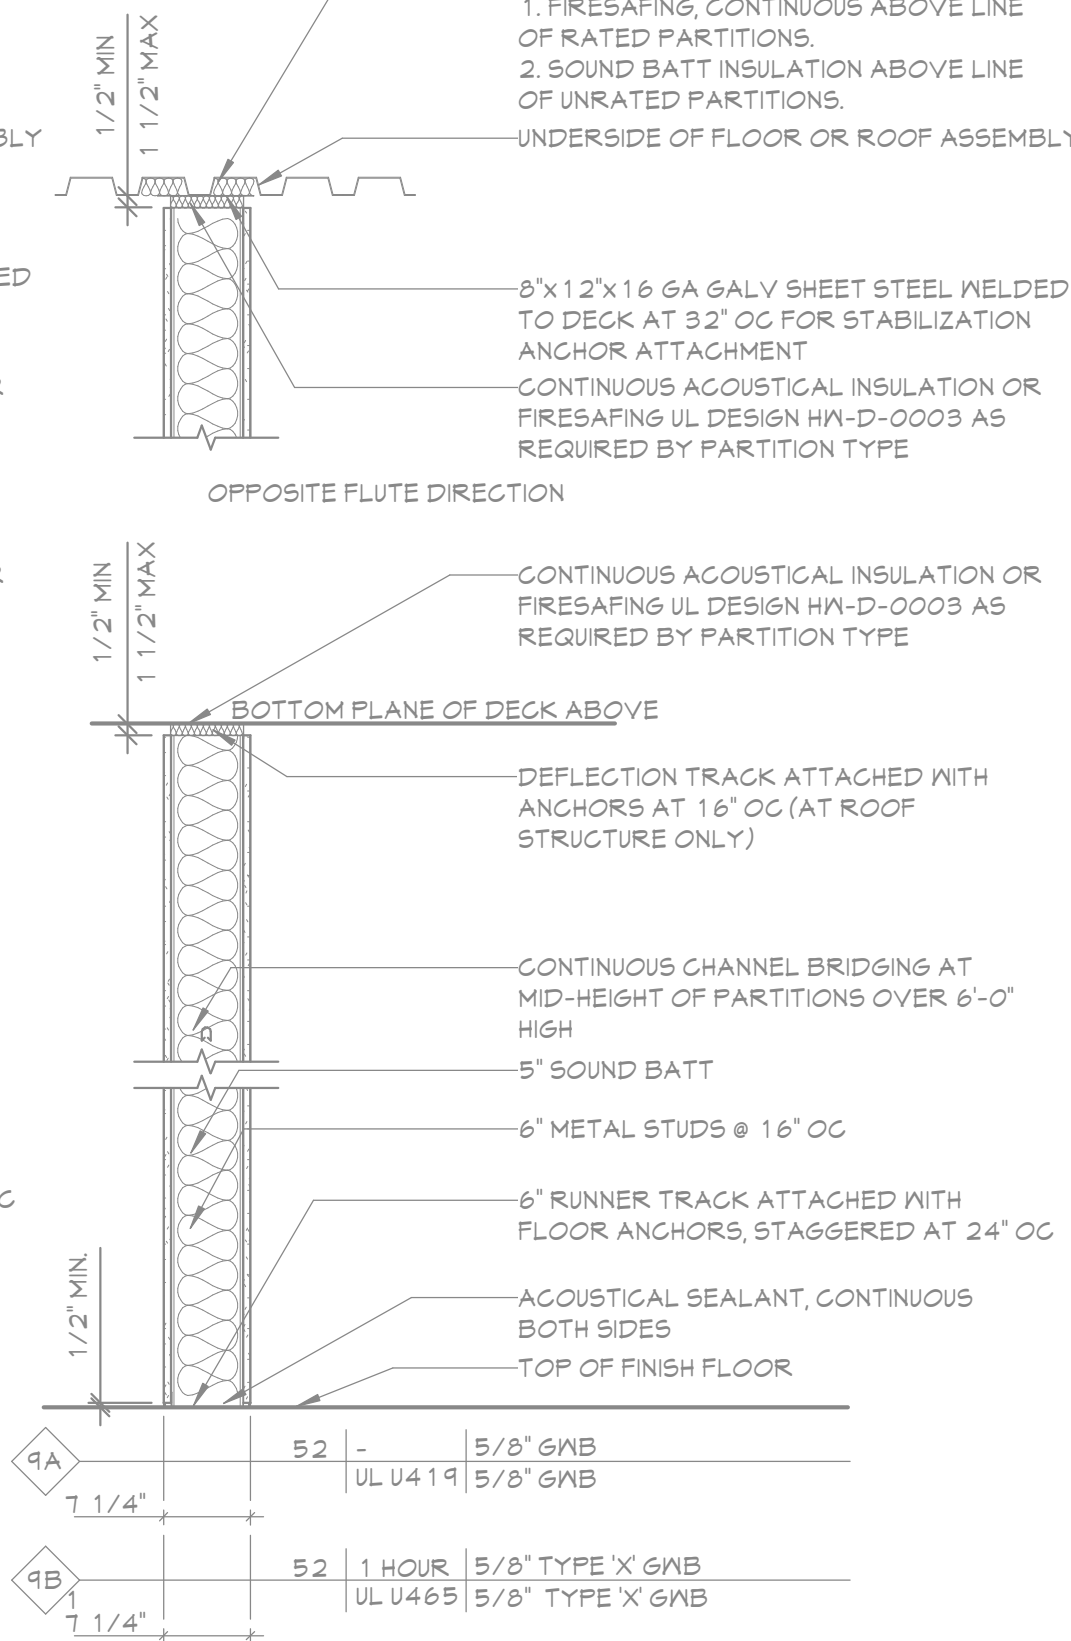 1. FIRESAFING, CONTINUOUS ABOVE LINE
OF RATED PARTITIONS.
2. SOUND BATT INSULATION ABOVE LINE
OF UNRATED PARTITIONS.
1/2" MIN
1 1/2" MAX
BLY
UNDERSIDE OF FLOOR OR ROOF ASSEMBLY
ED
8"x12"x16 GA GALV SHEET STEEL WELDED
TO DECK AT 32" OC FOR STABILIZATION
ANCHOR ATTACHMENT
R
CONTINUOUS ACOUSTICAL INSULATION OR
FIRESAFING UL DESIGN HW-D-0003 AS
REQUIRED BY PARTITION TYPE
OPPOSITE FLUTE DIRECTION
1/2" MIN
1 1/2" MAX
R
CONTINUOUS ACOUSTICAL INSULATION OR
FIRESAFING UL DESIGN HW-D-0003 AS
REQUIRED BY PARTITION TYPE
BOTTOM PLANE OF DECK ABOVE
DEFLECTION TRACK ATTACHED WITH
ANCHORS AT 16" OC (AT ROOF
STRUCTURE ONLY)
CONTINUOUS CHANNEL BRIDGING AT
MID-HEIGHT OF PARTITIONS OVER 6'-0"
HIGH
5" SOUND BATT
6" METAL STUDS @ 16" OC
C
6" RUNNER TRACK ATTACHED WITH
FLOOR ANCHORS, STAGGERED AT 24" OC
1/2" MIN.
ACOUSTICAL SEALANT, CONTINUOUS
BOTH SIDES
TOP OF FINISH FLOOR
9A 52 - 5/8" GWB
UL U419 5/8" GWB
7 1/4"
9B 52 1 HOUR 5/8" TYPE 'X' GWB
1 UL U465 5/8" TYPE 'X' GWB
7 1/4"